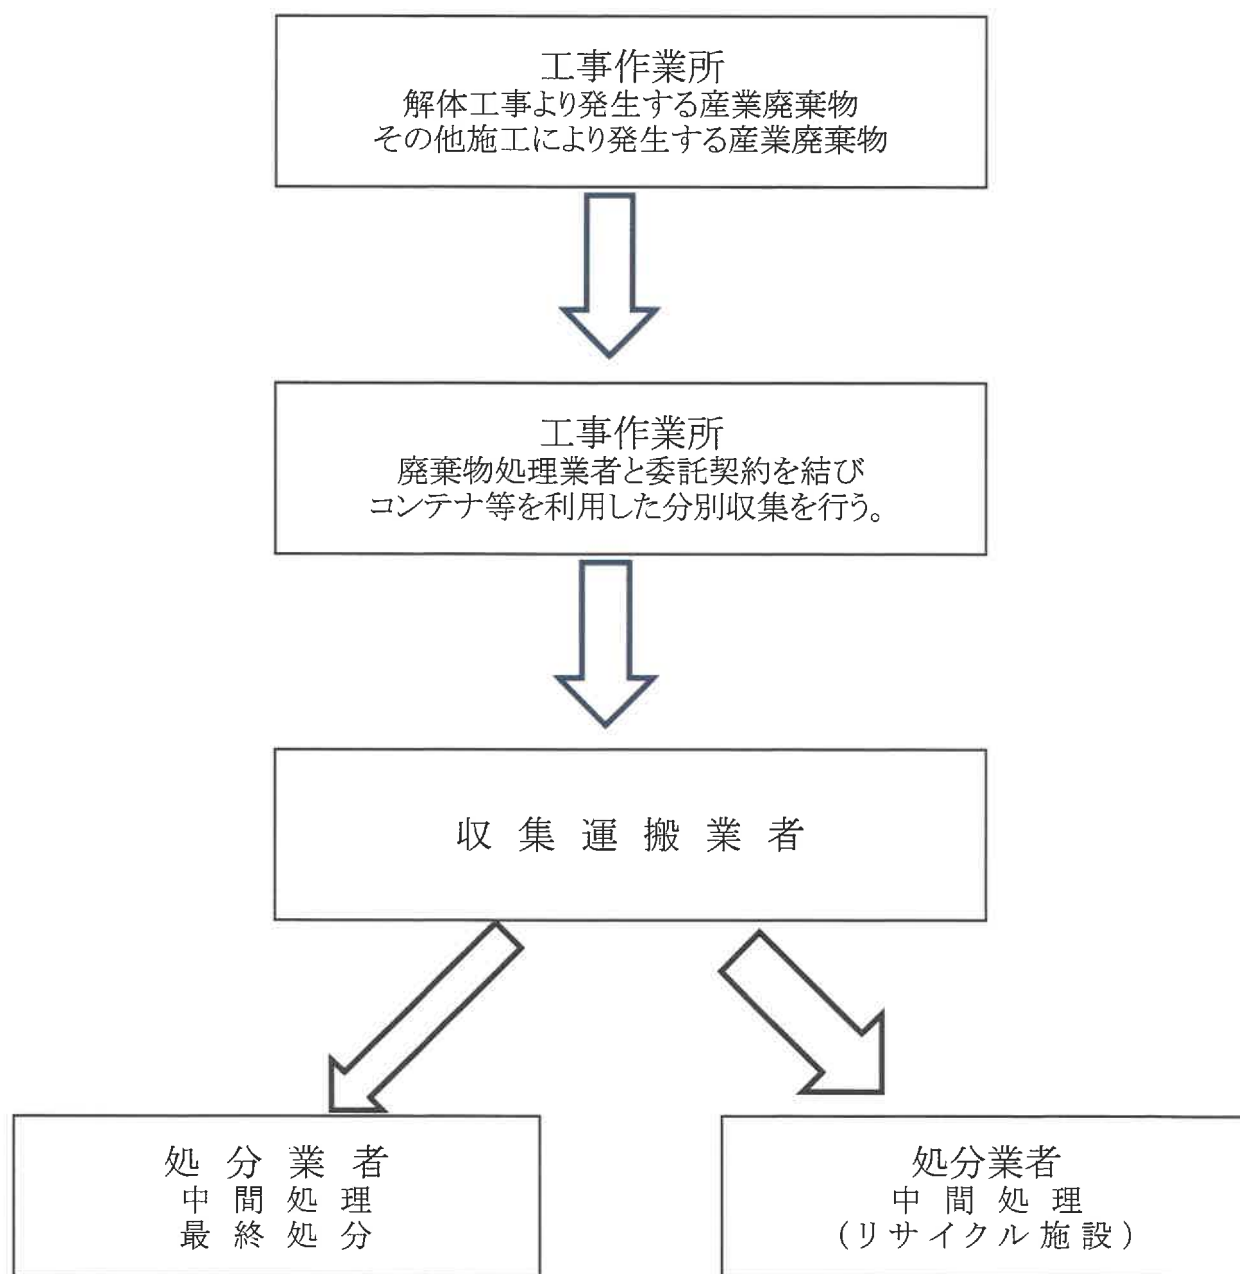 工事作業所
解体工事より発生する産業廃棄物
その他施工により発生する産業廃棄物
工事作業所
廃棄物処理業者と委託契約を結び
コンテナ等を利用した分別収集を行う。
収 集 運 搬 業 者
処 分 業 者
中 間 処 理
最 終 処 分
処分業者
中 間 処 理
(リサイクル施設)